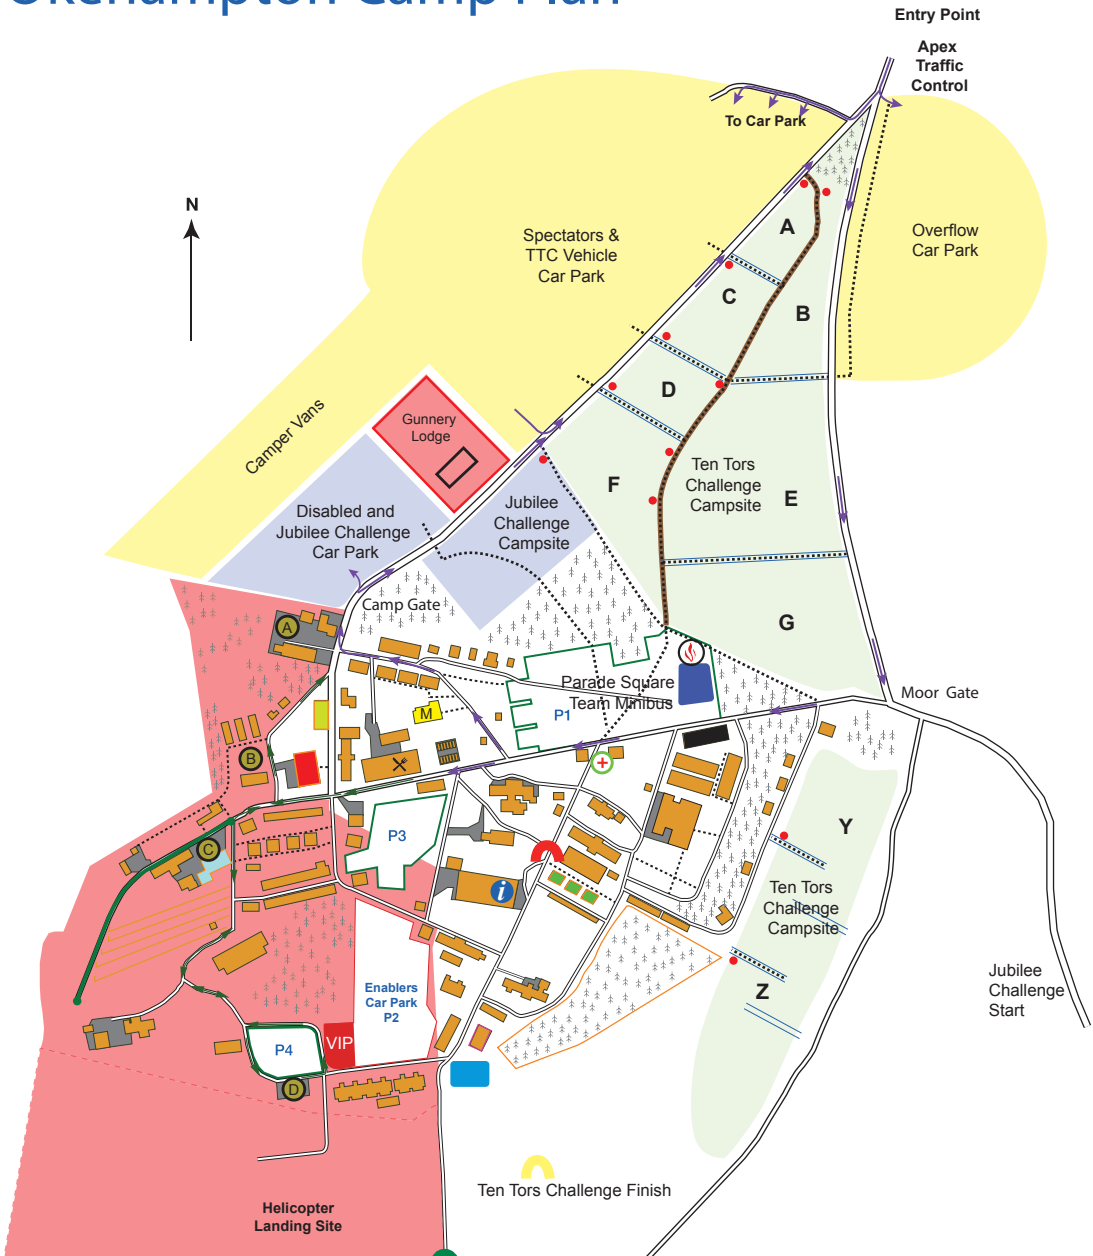 Okehampton Camp Plan
Entry Point
Apex
Traffic
Control
To Car Park
N
Spectators &
TTC Vehicle
Car Park
Overflow
Car Park
A
C
B
D
Camper Vans
Gunnery
Lodge
F
Ten Tors
Challenge
Campsite
E
Disabled and
Jubilee Challenge
Car Park
Jubilee
Challenge
Campsite
Camp Gate
A
G
Parade Square
Team Minibus
P1
Moor Gate
M
B
P3
Y
C
Ten Tors
Challenge
Campsite
i
Z
Jubilee
Challenge
Start
Enablers
Car Park
P2
P4
VIP
D
Ten Tors Challenge Finish
Helicopter
Landing Site